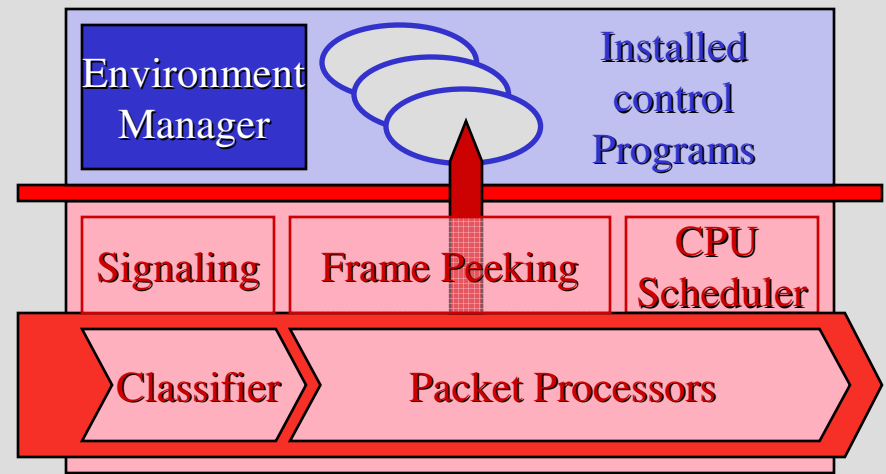 Environment
Manager
Installed
control
Programs
Signaling
Frame Peeking
CPU
Scheduler
Classifier
Packet Processors